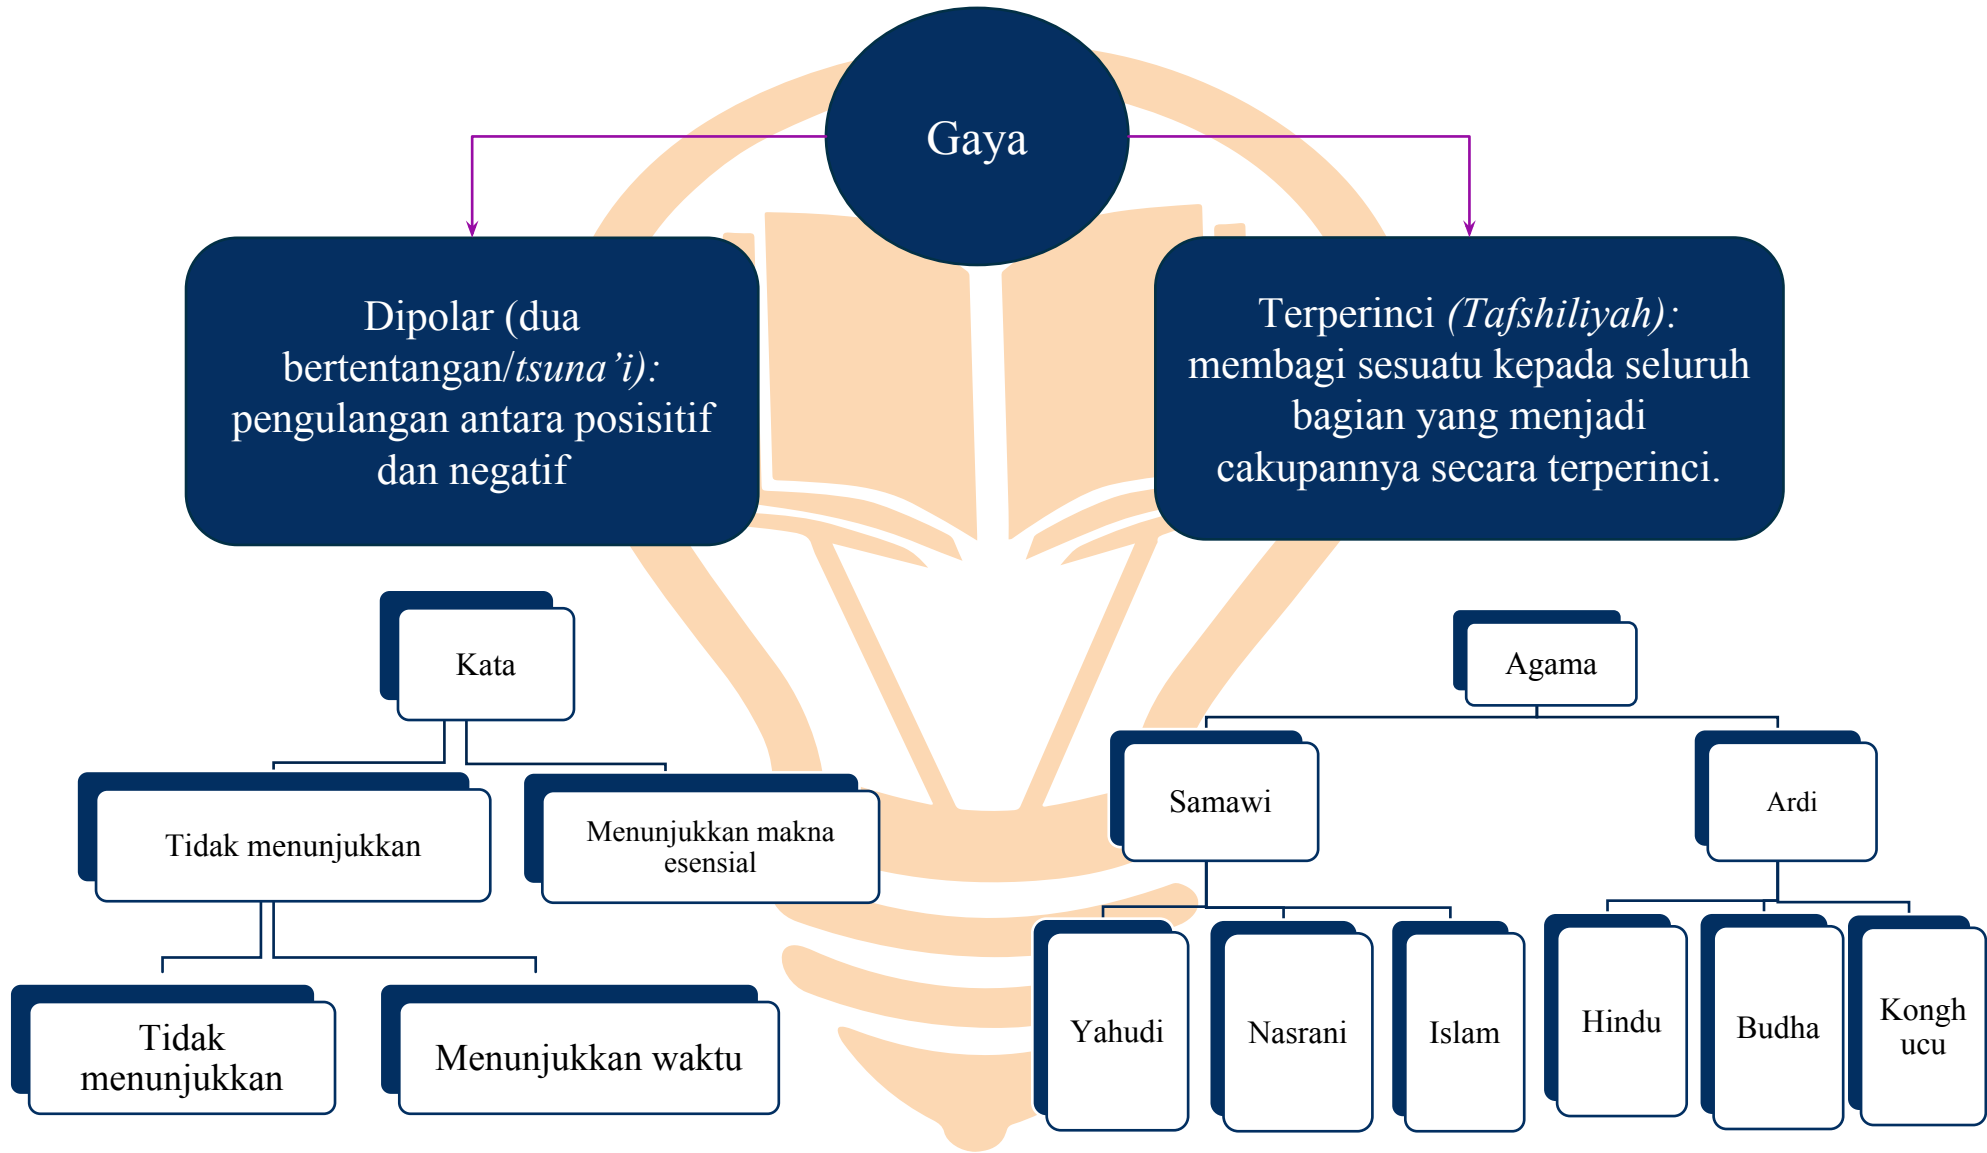 Gaya
Dipolar (dua
bertentangan/tsuna’i):
pengulangan antara posisitif
dan negatif
Terperinci (Tafshiliyah):
membagi sesuatu kepada seluruh
bagian yang menjadi
cakupannya secara terperinci.
Kata
Tidak menunjukkan
Menunjukkan makna
esensial
Tidak
menunjukkan
Menunjukkan waktu
Agama
Samawi
Ardi
Yahudi
Nasrani
Islam
Hindu
Budha
Kongh
ucu